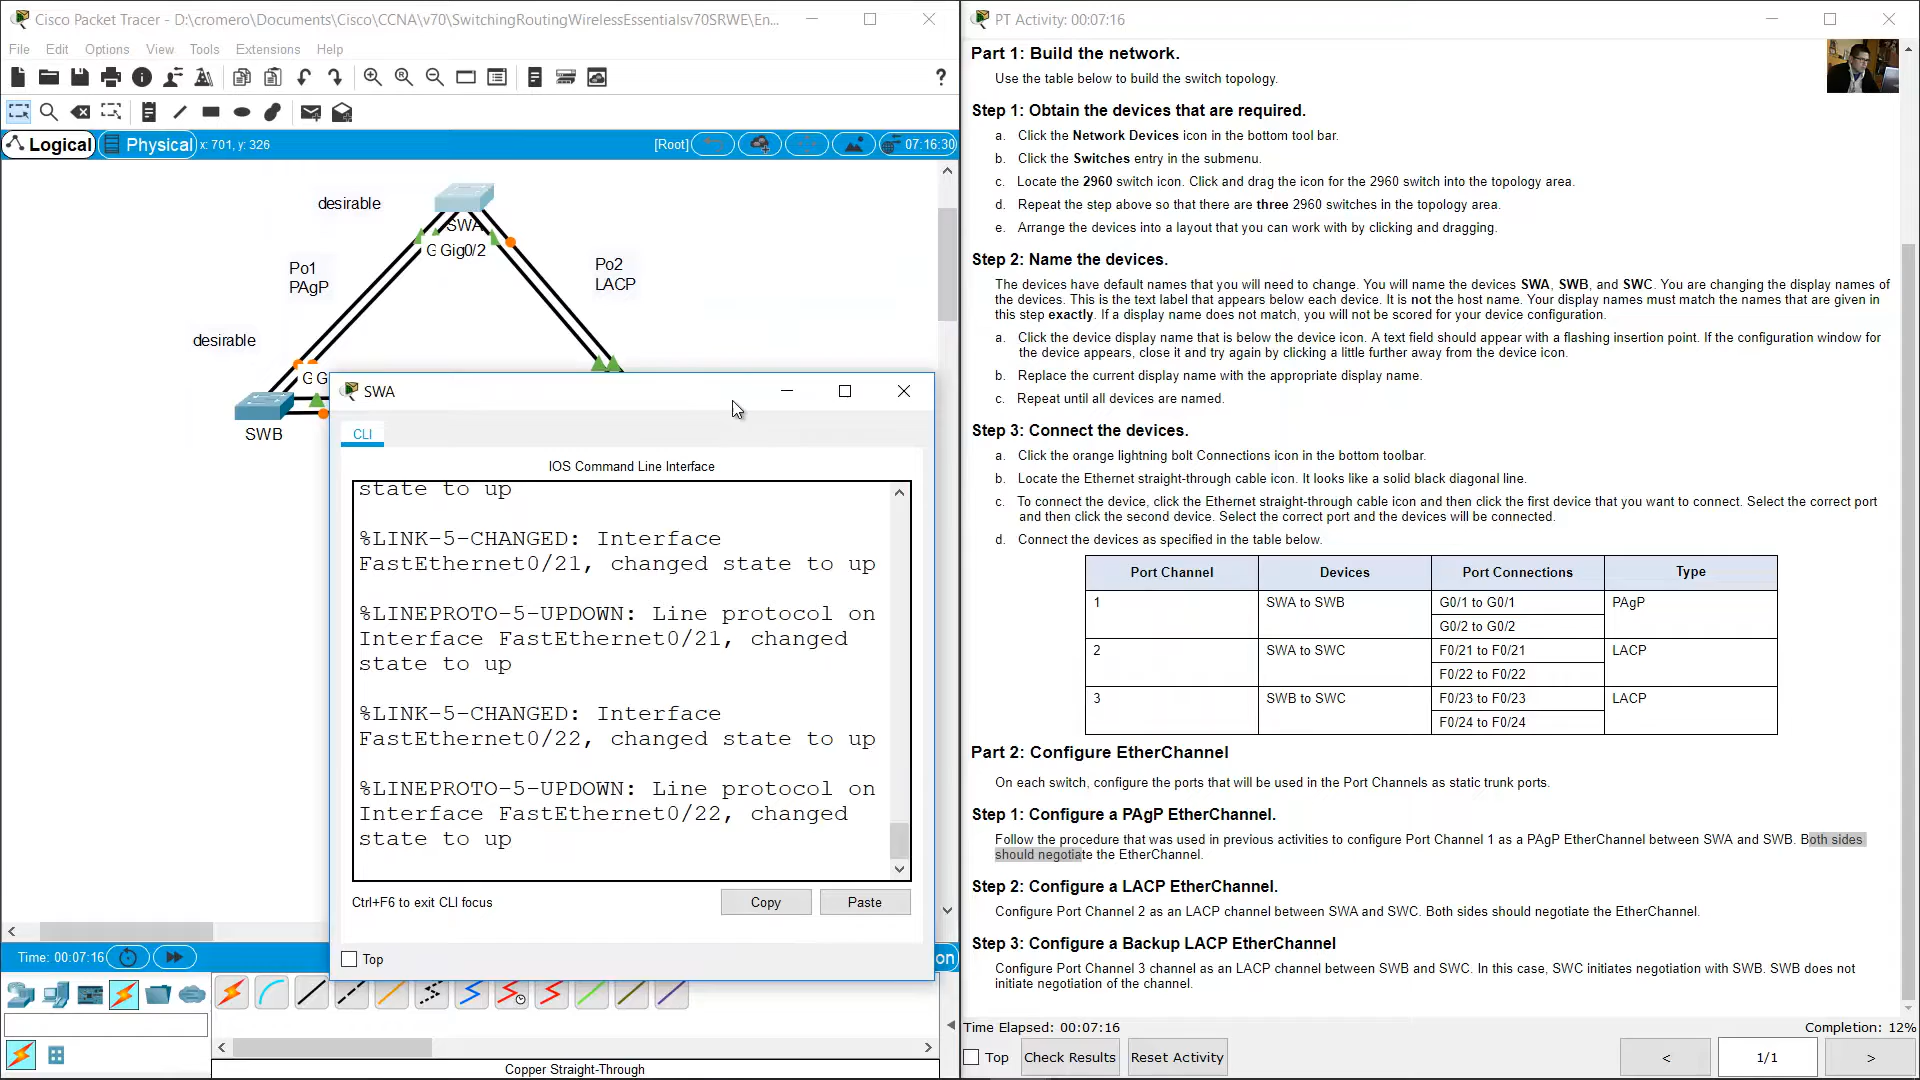 Cisco Packet Tracer - D:\cromero\Documents\Cisco\CCNA\v70\SwitchingRoutingWirelessEssentialsv70SRWE\En...
File Edit Options View Tools Extensions Help
Logical
Physical
x: 701, y: 326
[Root]
07:16:30
desirable
SWA
G Gig0/2
Po1
PAgP
Po2
LACP
desirable
G G
SWB
SWA
CLI
IOS Command Line Interface
state to up
%LINK-5-CHANGED: Interface
FastEthernet0/21, changed state to up
%LINEPROTO-5-UPDOWN: Line protocol on
Interface FastEthernet0/21, changed
state to up
%LINK-5-CHANGED: Interface
FastEthernet0/22, changed state to up
%LINEPROTO-5-UPDOWN: Line protocol on
Interface FastEthernet0/22, changed
state to up
Ctrl+F6 to exit CLI focus
Copy
Paste
Top
Time: 00:07:16
on
Copper Straight-Through
PT Activity: 00:07:16
Part 1: Build the network.
Use the table below to build the switch topology.
Step 1: Obtain the devices that are required.
a. Click the Network Devices icon in the bottom tool bar.
b. Click the Switches entry in the submenu.
c. Locate the 2960 switch icon. Click and drag the icon for the 2960 switch into the topology area.
d. Repeat the step above so that there are three 2960 switches in the topology area.
e. Arrange the devices into a layout that you can work with by clicking and dragging.
Step 2: Name the devices.
The devices have default names that you will need to change. You will name the devices SWA, SWB, and SWC. You are changing the display names of
the devices. This is the text label that appears below each device. It is not the host name. Your display names must match the names that are given in
this step exactly. If a display name does not match, you will not be scored for your device configuration.
a. Click the device display name that is below the device icon. A text field should appear with a flashing insertion point. If the configuration window for
the device appears, close it and try again by clicking a little further away from the device icon.
b. Replace the current display name with the appropriate display name.
c. Repeat until all devices are named.
Step 3: Connect the devices.
a. Click the orange lightning bolt Connections icon in the bottom toolbar.
b. Locate the Ethernet straight-through cable icon. It looks like a solid black diagonal line.
c. To connect the device, click the Ethernet straight-through cable icon and then click the first device that you want to connect. Select the correct port
and then click the second device. Select the correct port and the devices will be connected.
d. Connect the devices as specified in the table below.
Port Channel Devices Port Connections Type
1 SWA to SWB G0/1 to G0/1 PAgP
G0/2 to G0/2
2 SWA to SWC F0/21 to F0/21 LACP
F0/22 to F0/22
3 SWB to SWC F0/23 to F0/23 LACP
F0/24 to F0/24
Part 2: Configure EtherChannel
On each switch, configure the ports that will be used in the Port Channels as static trunk ports.
Step 1: Configure a PAgP EtherChannel.
Follow the procedure that was used in previous activities to configure Port Channel 1 as a PAgP EtherChannel between SWA and SWB. Both sides
should negotiate the EtherChannel.
Step 2: Configure a LACP EtherChannel.
Configure Port Channel 2 as an LACP channel between SWA and SWC. Both sides should negotiate the EtherChannel.
Step 3: Configure a Backup LACP EtherChannel
Configure Port Channel 3 channel as an LACP channel between SWB and SWC. In this case, SWC initiates negotiation with SWB. SWB does not
initiate negotiation of the channel.
Time Elapsed: 00:07:16
Completion: 12%
Top
Check Results
Reset Activity
<
1/1
>